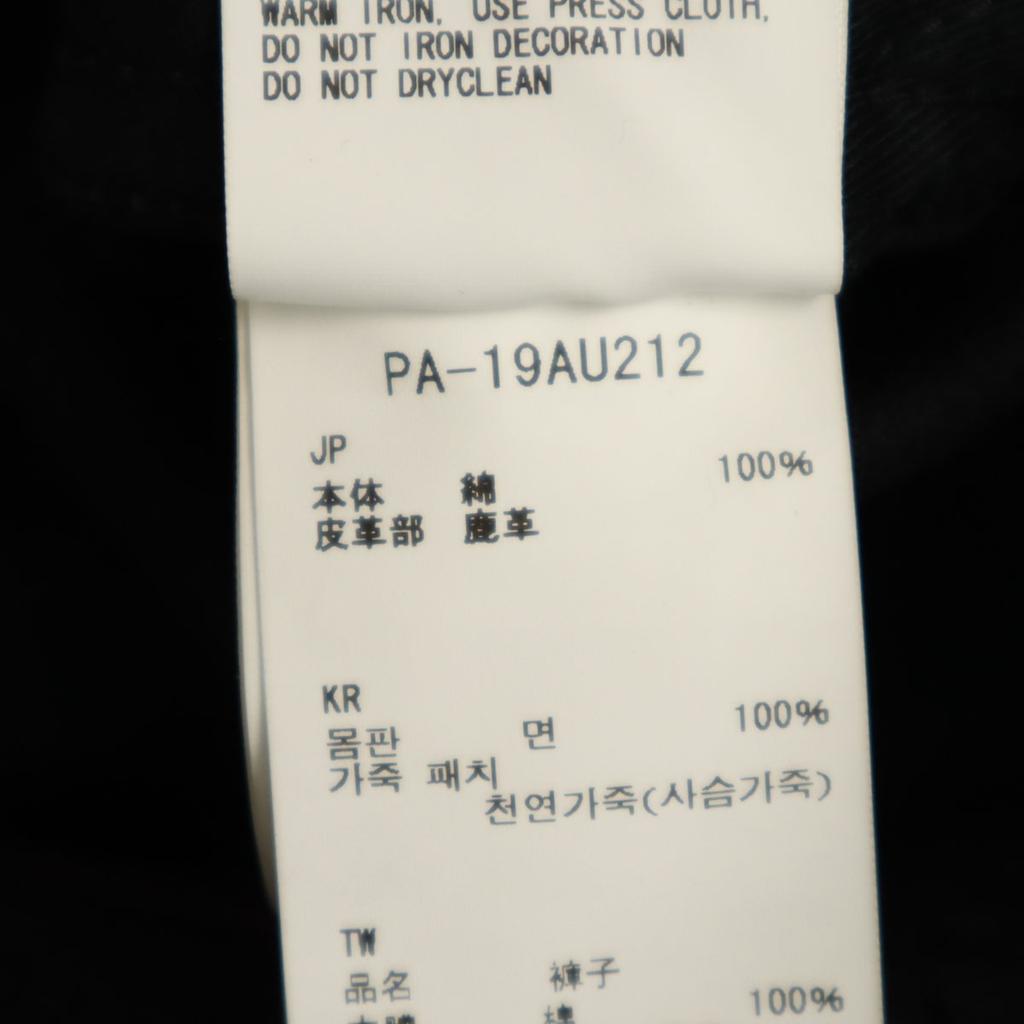 WARM IRON, USE PRESS CLOTH,
DO NOT IRON DECORATION
DO NOT DRYCLEAN
PA-19AU212
JP
本体 綿 100%
皮革部 鹿革
KR
몸판 면 100%
가죽 패치
천연가죽(사슴가죽)
TW
品名 褲子
100%